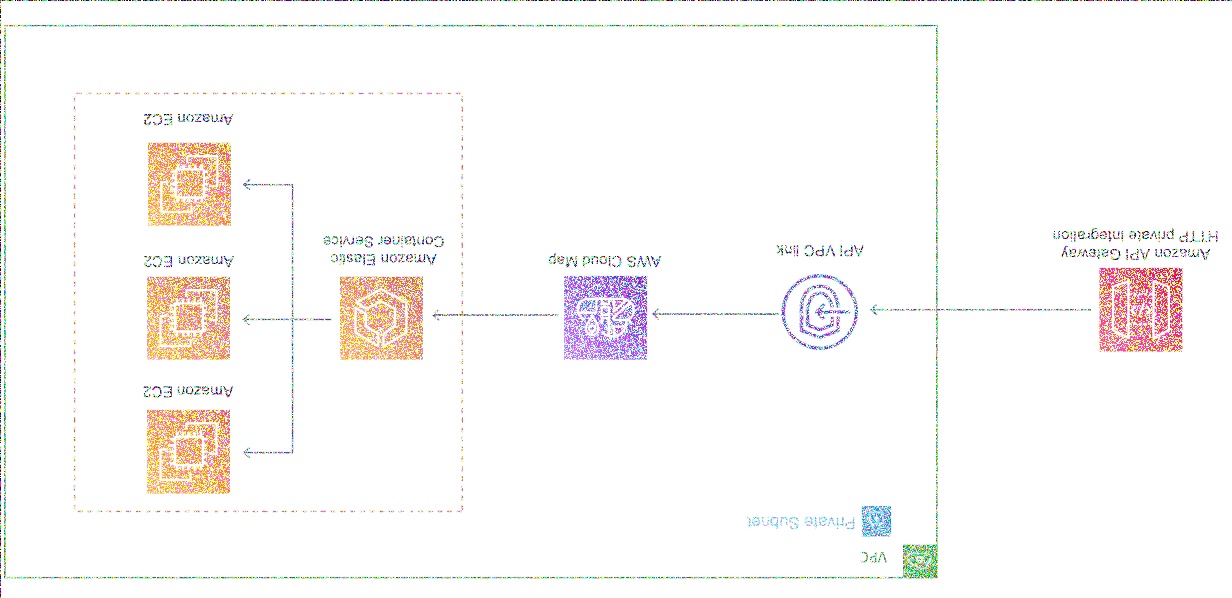 VPC
Private Subnet
Amazon EC2
Amazon API Gateway
HTTP private integration
API VPC link
AWS Cloud Map
Amazon Elastic
Container Service
Amazon EC2
Amazon EC2